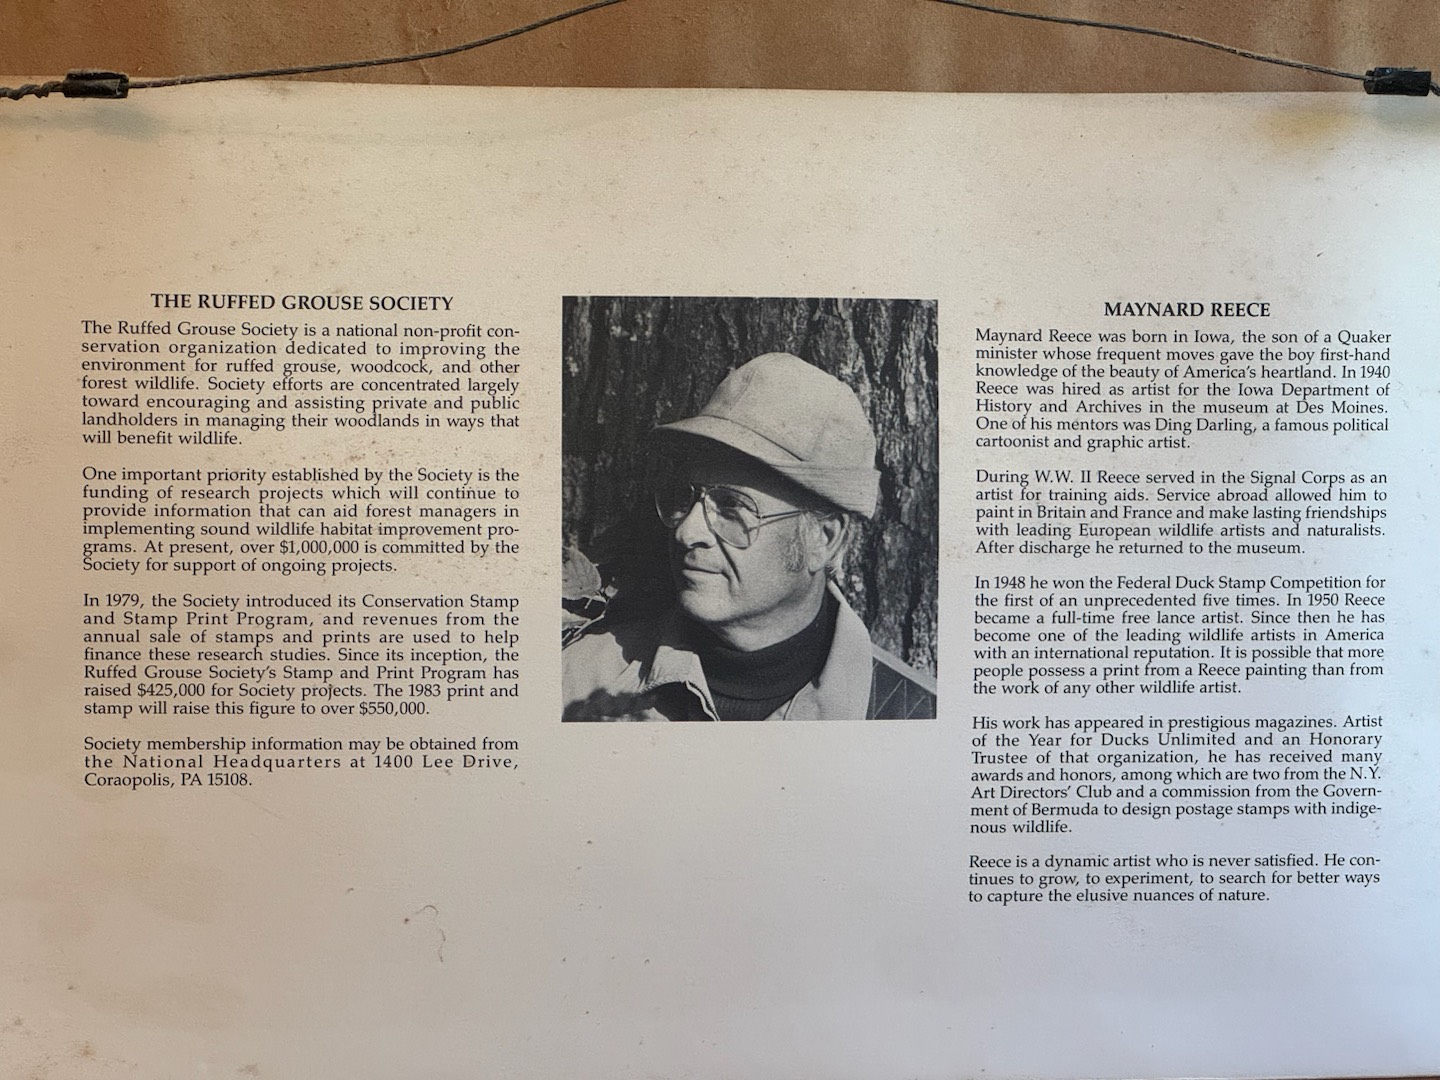 THE RUFFED GROUSE SOCIETY
The Ruffed Grouse Society is a national non-profit con-
servation organization dedicated to improving the
environment for ruffed grouse, woodcock, and other
forest wildlife. Society efforts are concentrated largely
toward encouraging and assisting private and public
landholders in managing their woodlands in ways that
will benefit wildlife.
One important priority established by the Society is the
funding of research projects which will continue to
provide information that can aid forest managers in
implementing sound wildlife habitat improvement pro-
grams. At present, over $1,000,000 is committed by the
Society for support of ongoing projects.
In 1979, the Society introduced its Conservation Stamp
and Stamp Print Program, and revenues from the
annual sale of stamps and prints are used to help
finance these research studies. Since its inception, the
Ruffed Grouse Society's Stamp and Print Program has
raised $425,000 for Society projects. The 1983 print and
stamp will raise this figure to over $550,000.
Society membership information may be obtained from
the National Headquarters at 1400 Lee Drive,
Coraopolis, PA 15108.
MAYNARD REECE
Maynard Reece was born in Iowa, the son of a Quaker
minister whose frequent moves gave the boy first-hand
knowledge of the beauty of America's heartland. In 1940
Reece was hired as artist for the Iowa Department of
History and Archives in the museum at Des Moines.
One of his mentors was Ding Darling, a famous political
cartoonist and graphic artist.
During W.W. II Reece served in the Signal Corps as an
artist for training aids. Service abroad allowed him to
paint in Britain and France and make lasting friendships
with leading European wildlife artists and naturalists.
After discharge he returned to the museum.
In 1948 he won the Federal Duck Stamp Competition for
the first of an unprecedented five times. In 1950 Reece
became a full-time free lance artist. Since then he has
become one of the leading wildlife artists in America
with an international reputation. It is possible that more
people possess a print from a Reece painting than from
the work of any other wildlife artist.
His work has appeared in prestigious magazines. Artist
of the Year for Ducks Unlimited and an Honorary
Trustee of that organization, he has received many
awards and honors, among which are two from the N.Y.
Art Directors' Club and a commission from the Govern-
ment of Bermuda to design postage stamps with indige-
nous wildlife.
Reece is a dynamic artist who is never satisfied. He con-
tinues to grow, to experiment, to search for better ways
to capture the elusive nuances of nature.